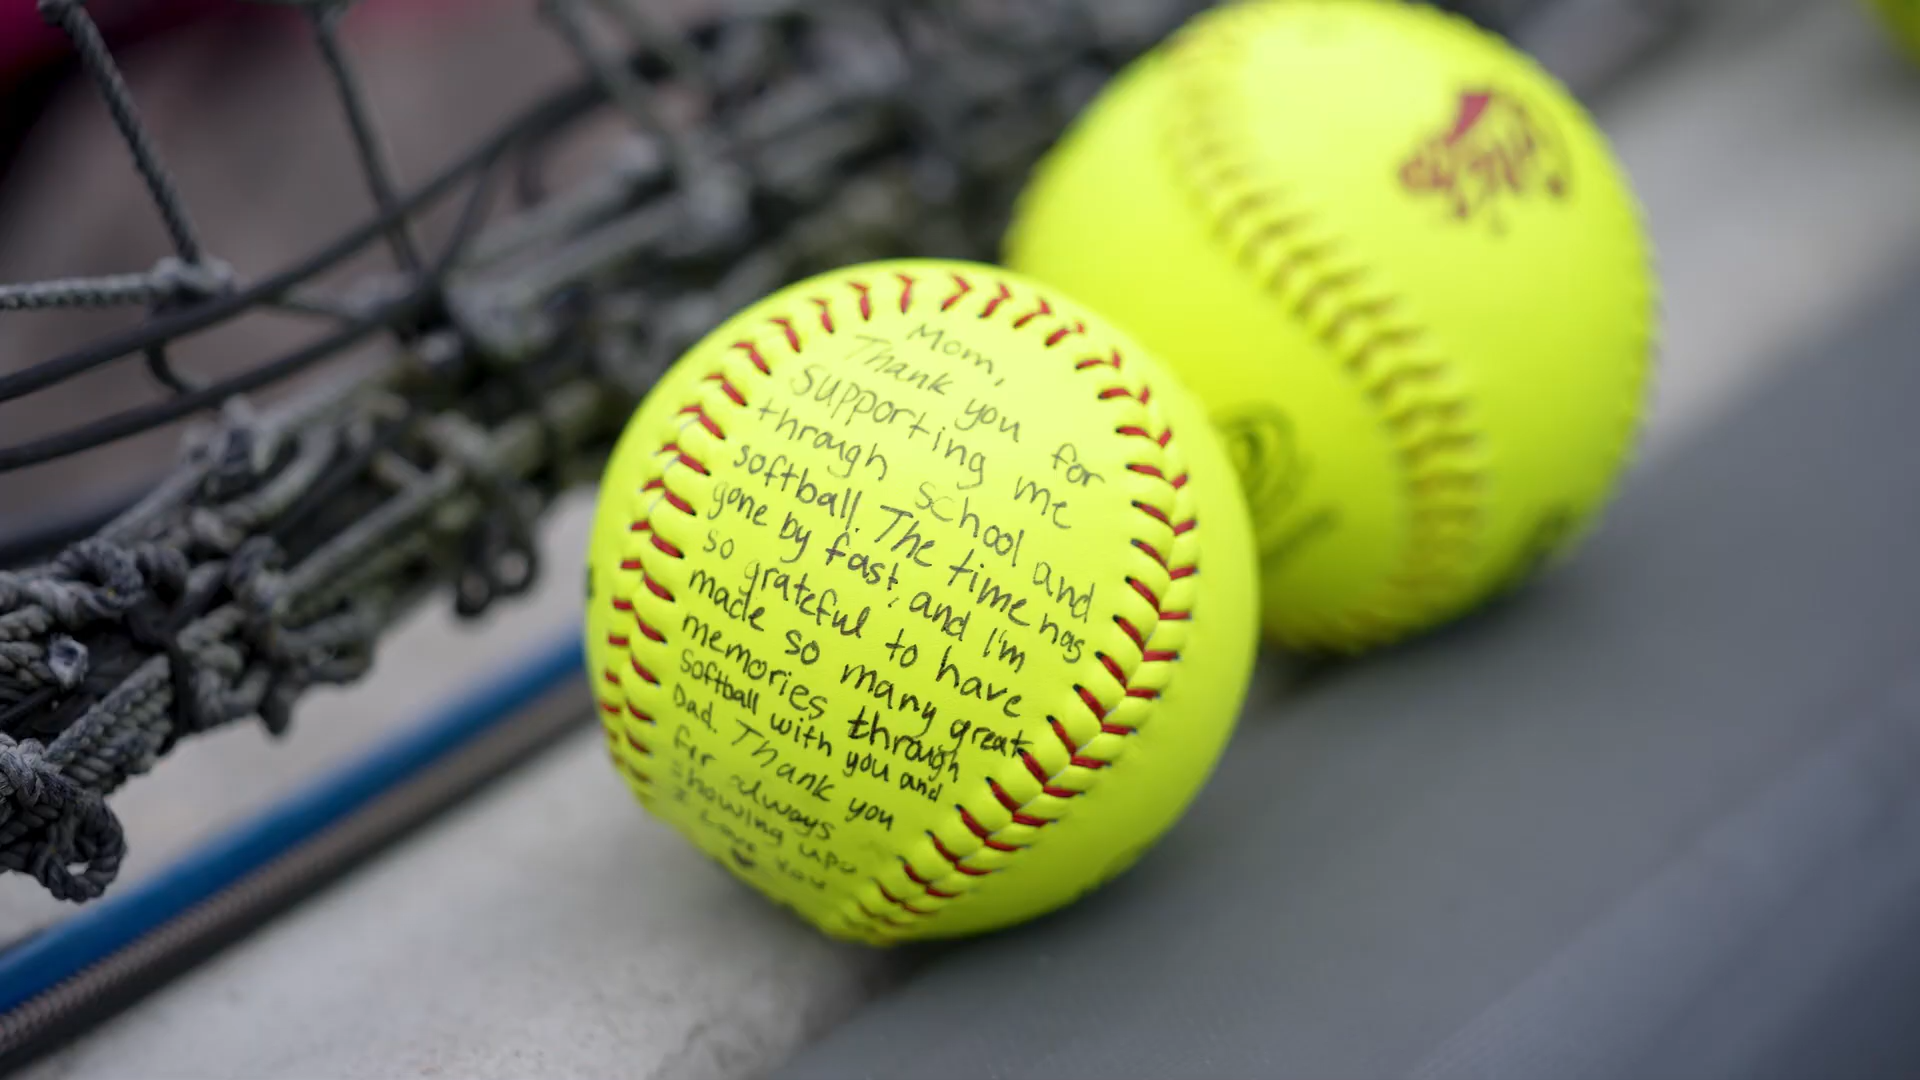 Mom,
Thank you for
supporting me
through school and
softball. The time has
gone by fast, and I'm
so grateful to have
made so many great
memories through
softball with you and
Dad. Thank you
for always
showing up.
I Love You